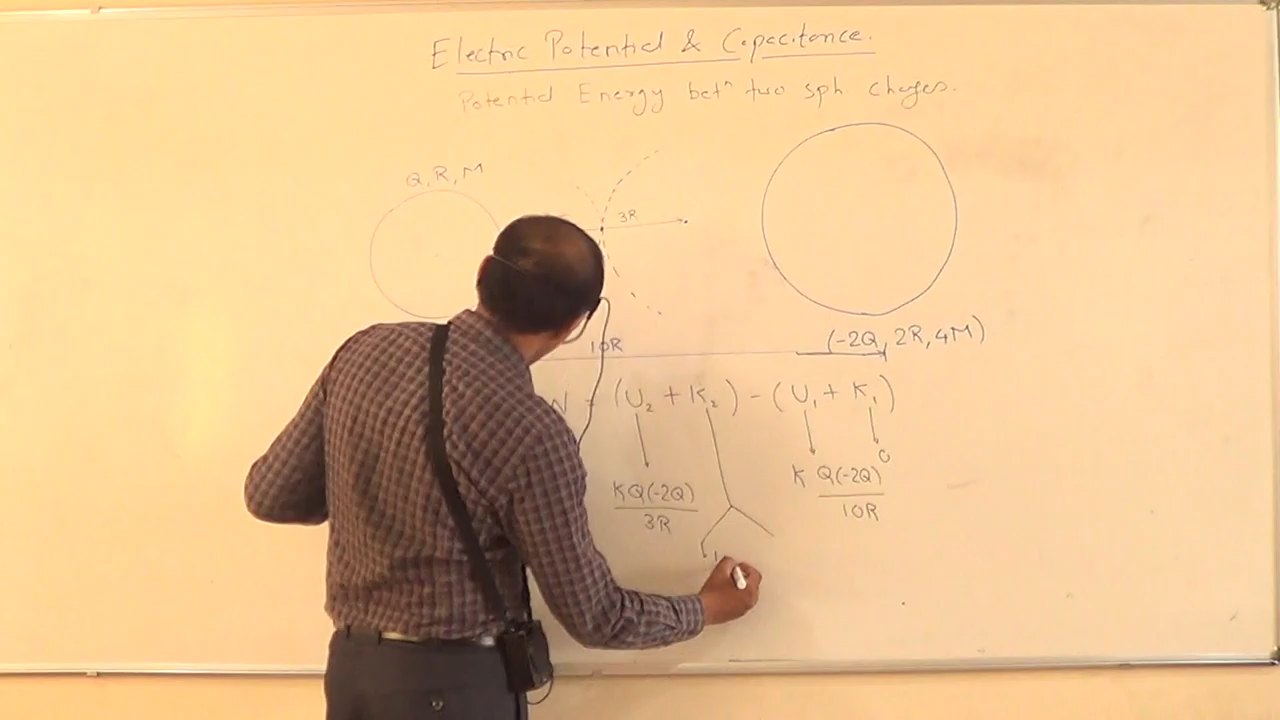 Electric Potential & Capacitance.
Potential Energy betⁿ two sph charges.
Q, R, M
3R
10R
(-2Q, 2R, 4M)
(U₂ + K₂) - (U₁ + K₁)
0
KQ(-2Q)
3R
K Q(-2Q)
10R